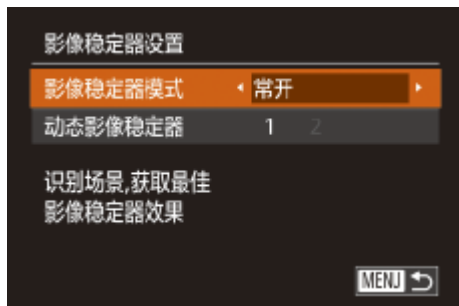 影像稳定器设置
影像稳定器模式 常开
动态影像稳定器 1 2
识别场景,获取最佳
影像稳定器效果
MENU